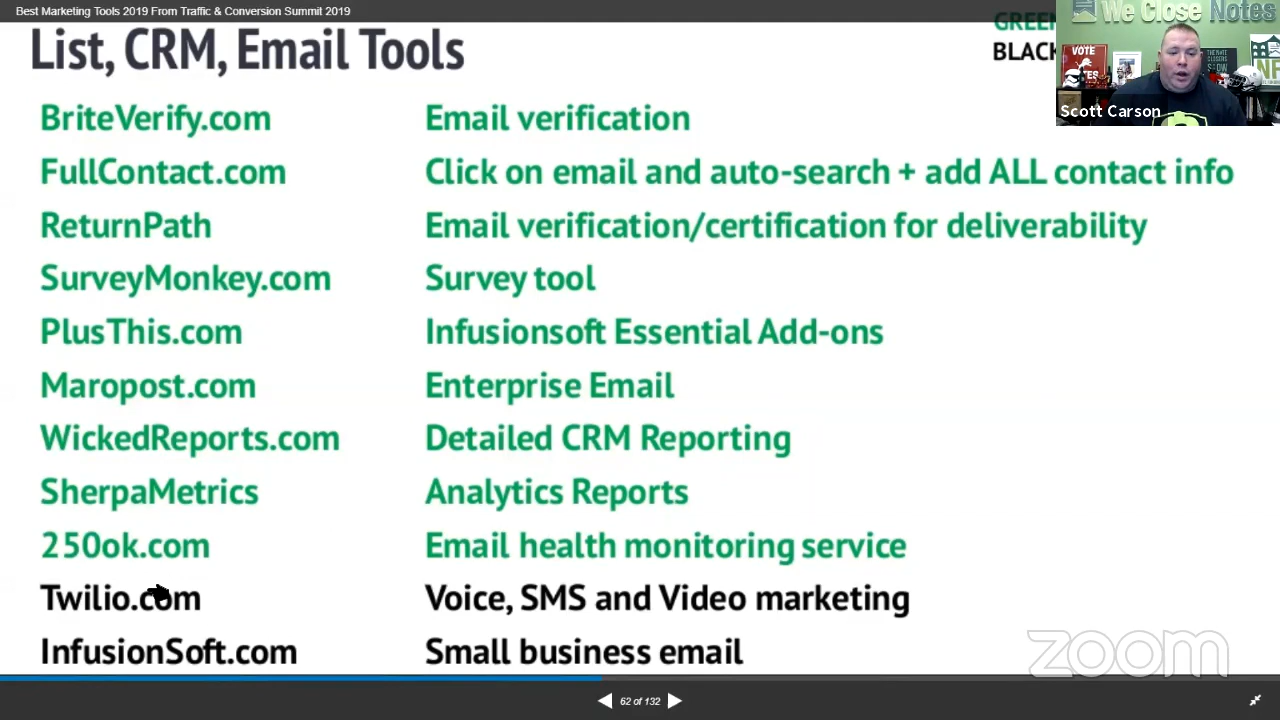 Best Marketing Tools 2019 From Traffic & Conversion Summit 2019
List, CRM, Email Tools
GREEN
BLACK
We Close Notes
VOTE
Scott Carson
BriteVerify.com Email verification
FullContact.com Click on email and auto-search + add ALL contact info
ReturnPath Email verification/certification for deliverability
SurveyMonkey.com Survey tool
PlusThis.com Infusionsoft Essential Add-ons
Maropost.com Enterprise Email
WickedReports.com Detailed CRM Reporting
SherpaMetrics Analytics Reports
250ok.com Email health monitoring service
Twilio.com Voice, SMS and Video marketing
InfusionSoft.com Small business email
zoom
62 of 132